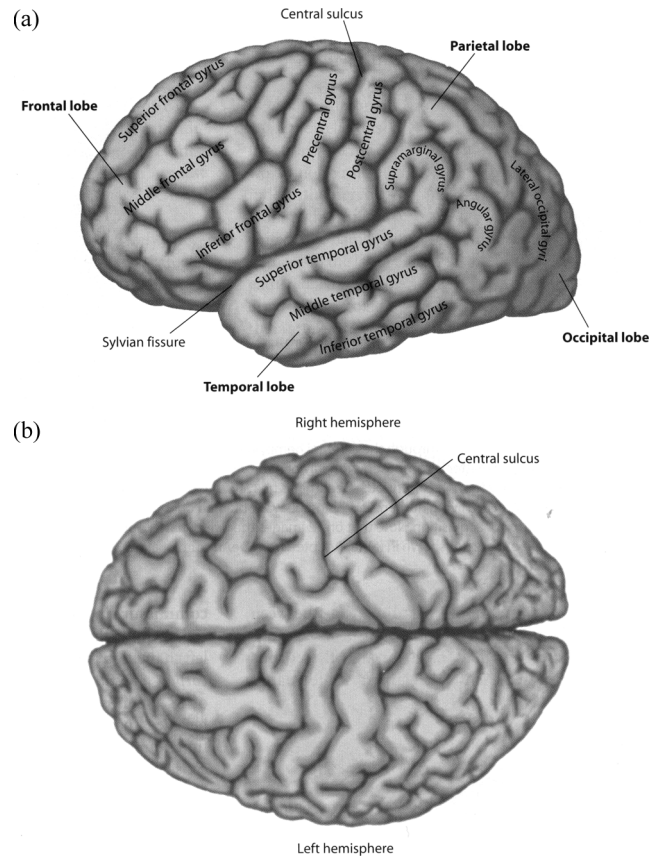 (a)
Central sulcus
Parietal lobe
Frontal lobe
Superior frontal gyrus
Middle frontal gyrus
Inferior frontal gyrus
Precentral gyrus
Postcentral gyrus
Supramarginal gyrus
Angular gyrus
Lateral occipital gyri
Superior temporal gyrus
Middle temporal gyrus
Inferior temporal gyrus
Sylvian fissure
Occipital lobe
Temporal lobe
(b)
Right hemisphere
Central sulcus
Left hemisphere